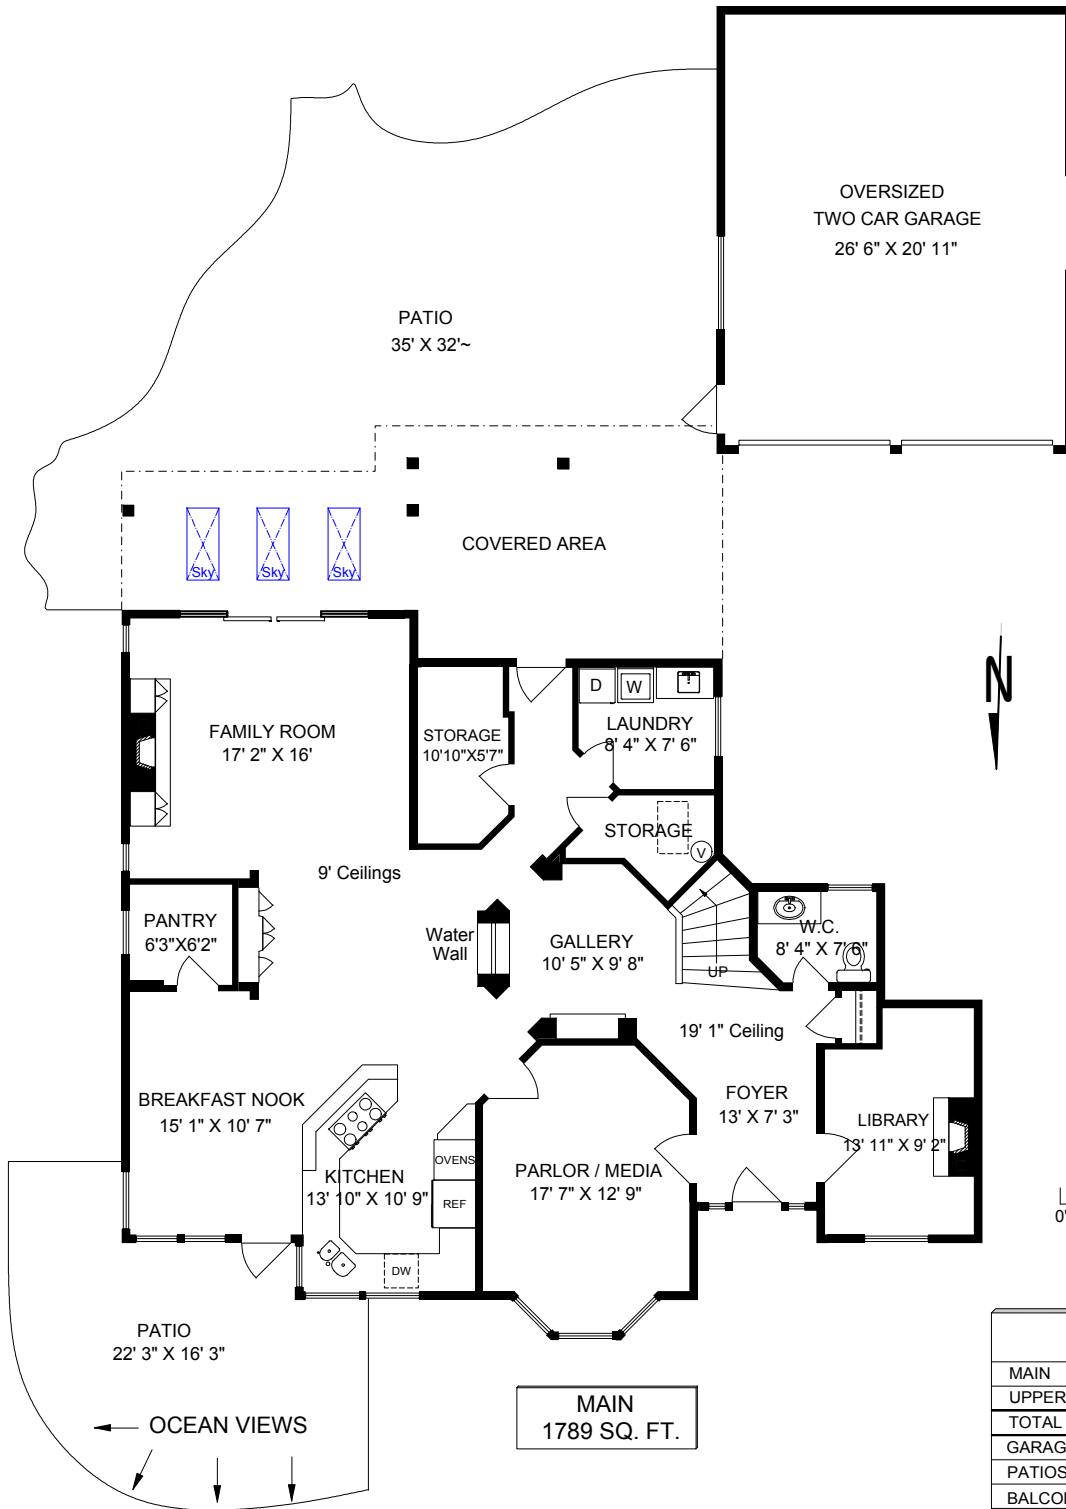 OVERSIZED
TWO CAR GARAGE
26' 6" X 20' 11"
PATIO
35' X 32'~
COVERED AREA
Sky
Sky
Sky
N
D
W
FAMILY ROOM
17' 2" X 16'
STORAGE
10'10"X5'7"
LAUNDRY
8' 4" X 7' 6"
STORAGE
V
9' Ceilings
PANTRY
6'3"X6'2"
Water
Wall
GALLERY
10' 5" X 9' 8"
UP
W.C.
8' 4" X 7' 6"
19' 1" Ceiling
BREAKFAST NOOK
15' 1" X 10' 7"
FOYER
13' X 7' 3"
LIBRARY
13' 11" X 9' 2"
OVENS
KITCHEN
13' 10" X 10' 9"
REF
PARLOR / MEDIA
17' 7" X 12' 9"
0'
DW
PATIO
22' 3" X 16' 3"
OCEAN VIEWS
MAIN
1789 SQ. FT.
MAIN
UPPER
TOTAL
GARAG
PATIOS
BALCON